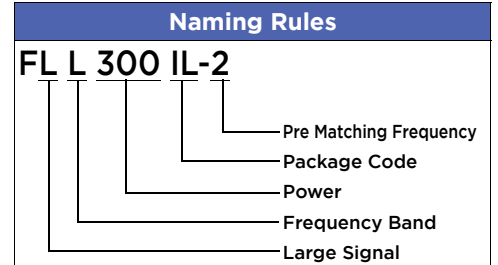 Naming Rules
FL L 300 IL-2
Pre Matching Frequency
Package Code
Power
Frequency Band
Large Signal